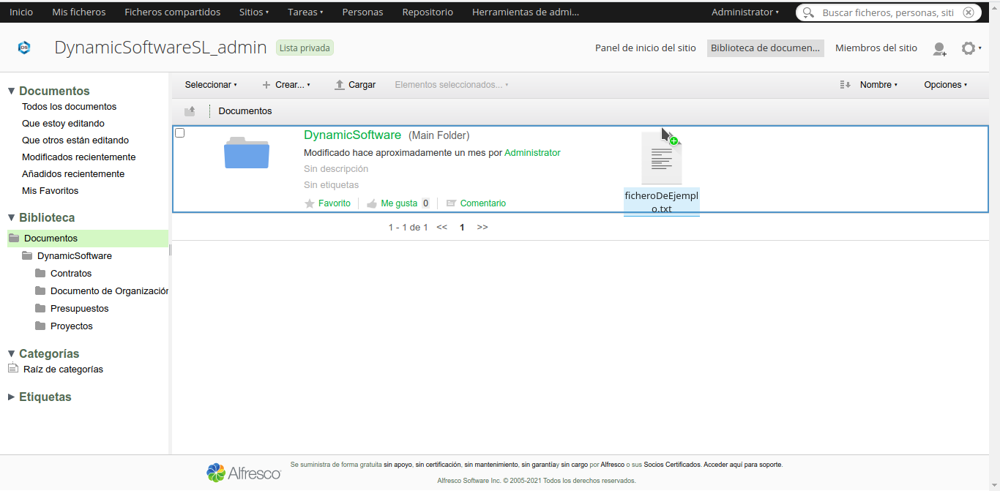 Inicio Mis ficheros Ficheros compartidos Sitios Tareas Personas Repositorio Herramientas de admi... Administrator Buscar ficheros, personas, siti
DS DynamicSoftwareSL_admin Lista privada Panel de inicio del sitio Biblioteca de documen... Miembros del sitio
Seleccionar Crear... Cargar Elementos seleccionados... Nombre Opciones
Documentos
Documentos
Todos los documentos
Que estoy editando
Que otros están editando
Modificados recientemente
Añadidos recientemente
Mis Favoritos
Biblioteca
Documentos
DynamicSoftware
Contratos
Documento de Organización
Presupuestos
Proyectos
Categorías
Raíz de categorías
Etiquetas
DynamicSoftware (Main Folder)
Modificado hace aproximadamente un mes por Administrator
Sin descripción
Sin etiquetas
Favorito Me gusta 0 Comentario
ficheroDeEjempl
o.txt
1 - 1 de 1 << 1 >>
Alfresco
Se suministra de forma gratuita sin apoyo, sin certificación, sin mantenimiento, sin garantíay sin cargo por Alfresco o sus Socios Certificados. Acceder aquí para soporte.
Alfresco Software Inc. © 2005-2021 Todos los derechos reservados.